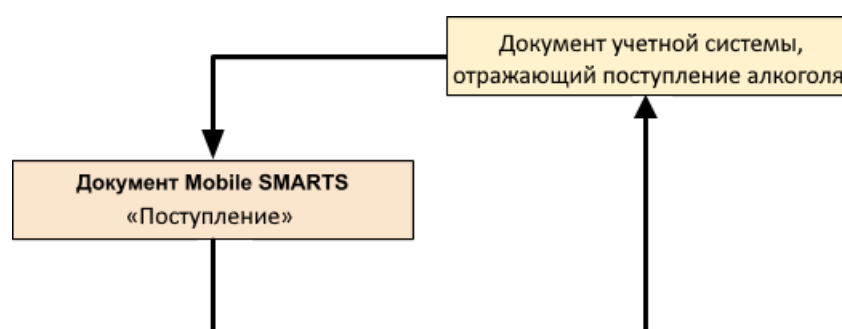 Документ учетной системы,
отражающий поступление алкоголя
Документ Mobile SMARTS
«Поступление»